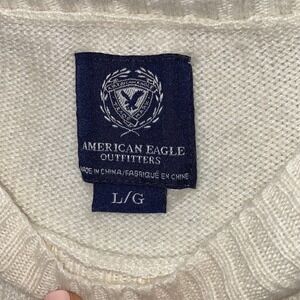 AMERICAN EAGLE
OUTFITTERS
MADE IN CHINA/FABRIQUÉ EN CHINE
L/G